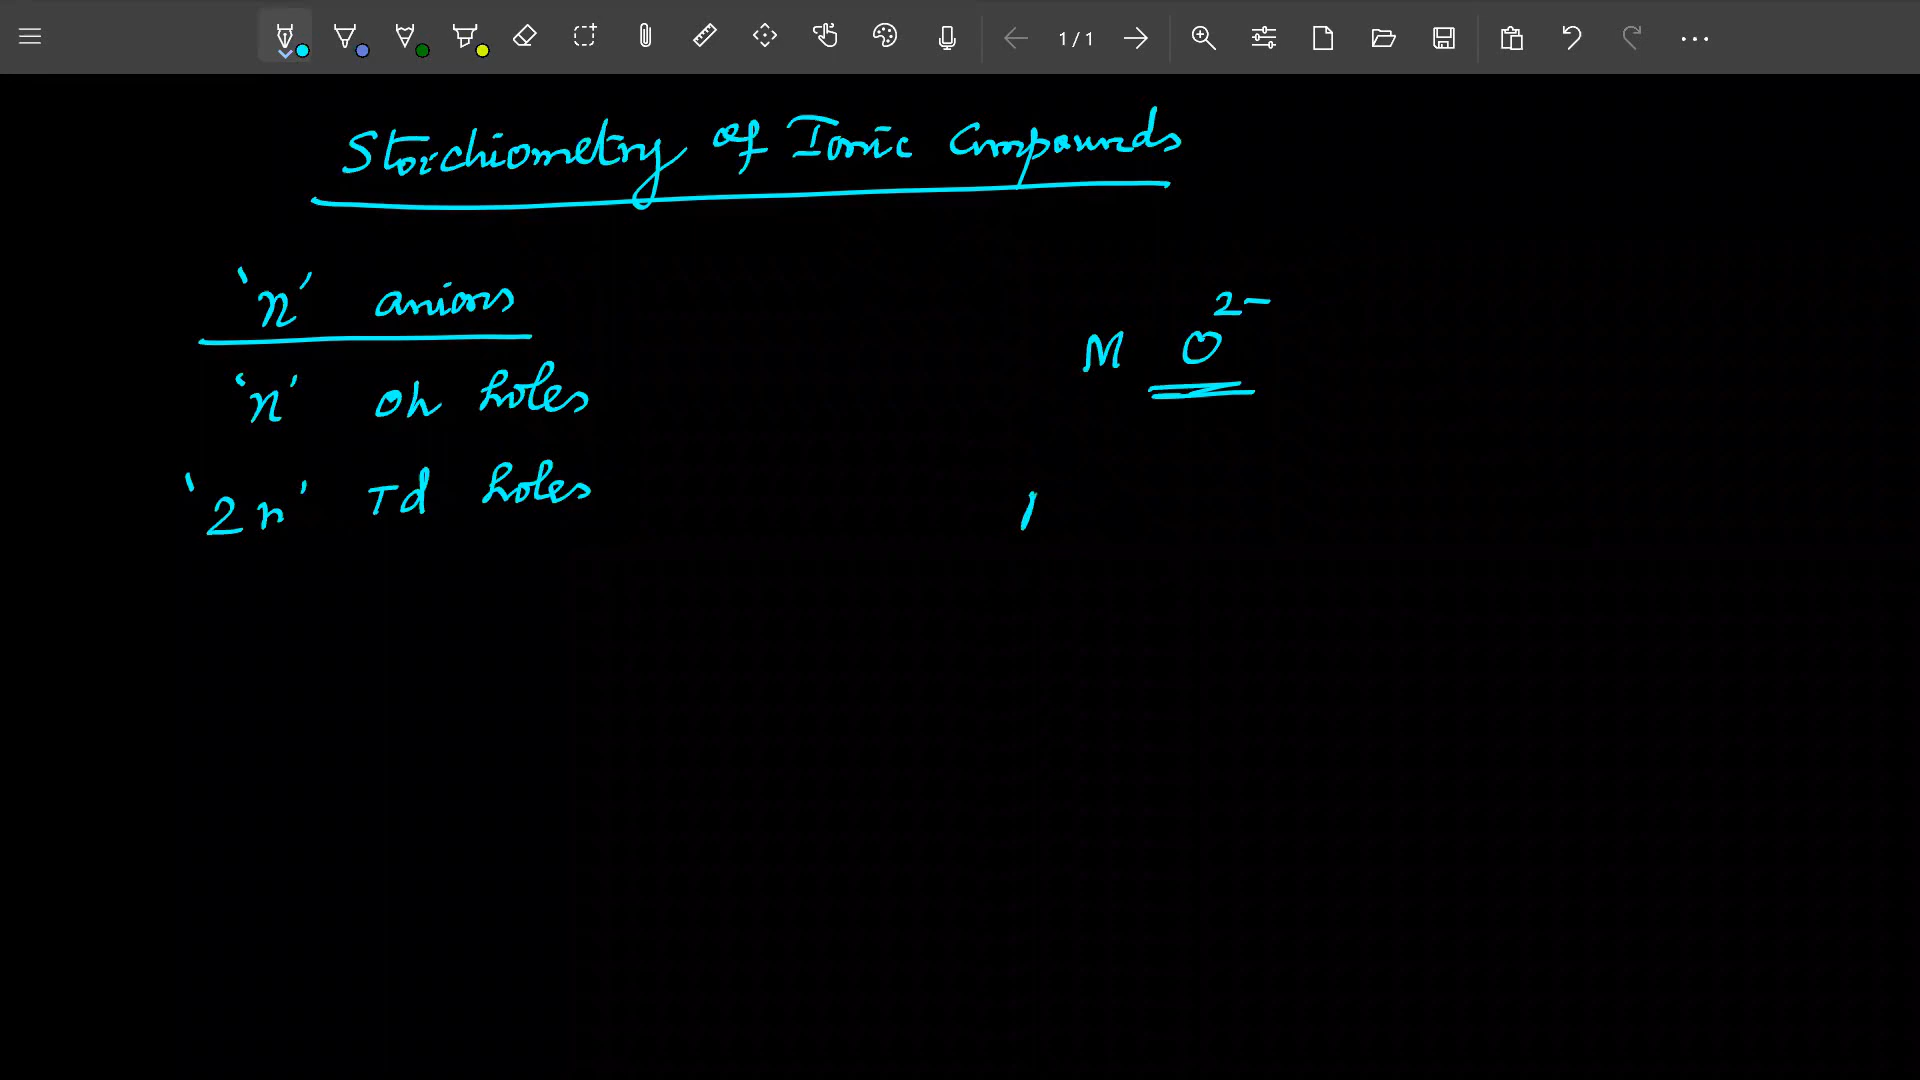 1 / 1
Stoichiometry of Ionic Compounds
'n' anions
M O²⁻
'n' Oh holes
'2n' Td holes